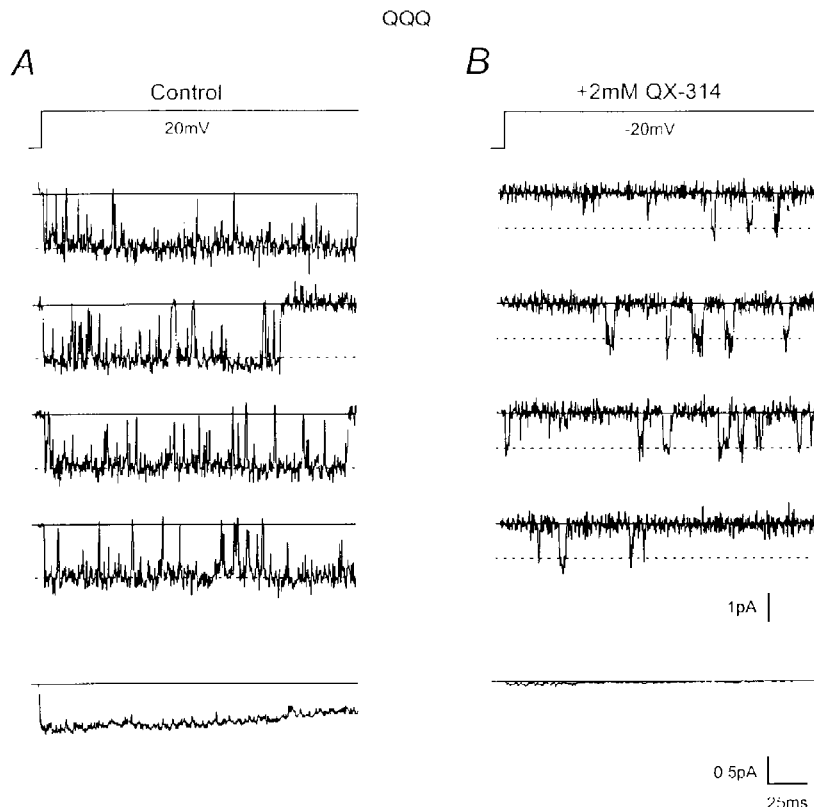 QQQ
A
B
Control
+2mM QX-314
20mV
-20mV
1pA
0 5pA
25ms